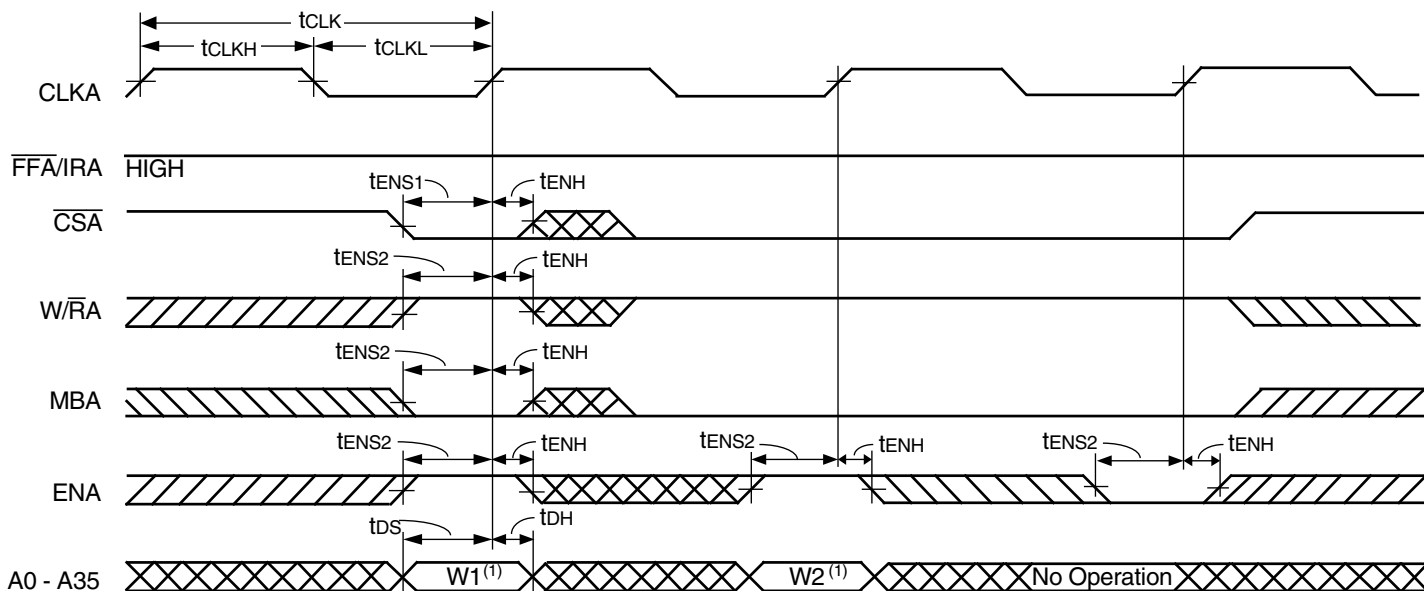 tCLK
tCLKH tCLKL
CLKA
FFA/IRA HIGH
tENS1 tENH
CSA
tENS2 tENH
W/RA
tENS2 tENH
MBA
tENS2 tENH tENS2 tENH tENS2 tENH
ENA
tDS tDH
A0 - A35 W1(1) W2(1) No Operation